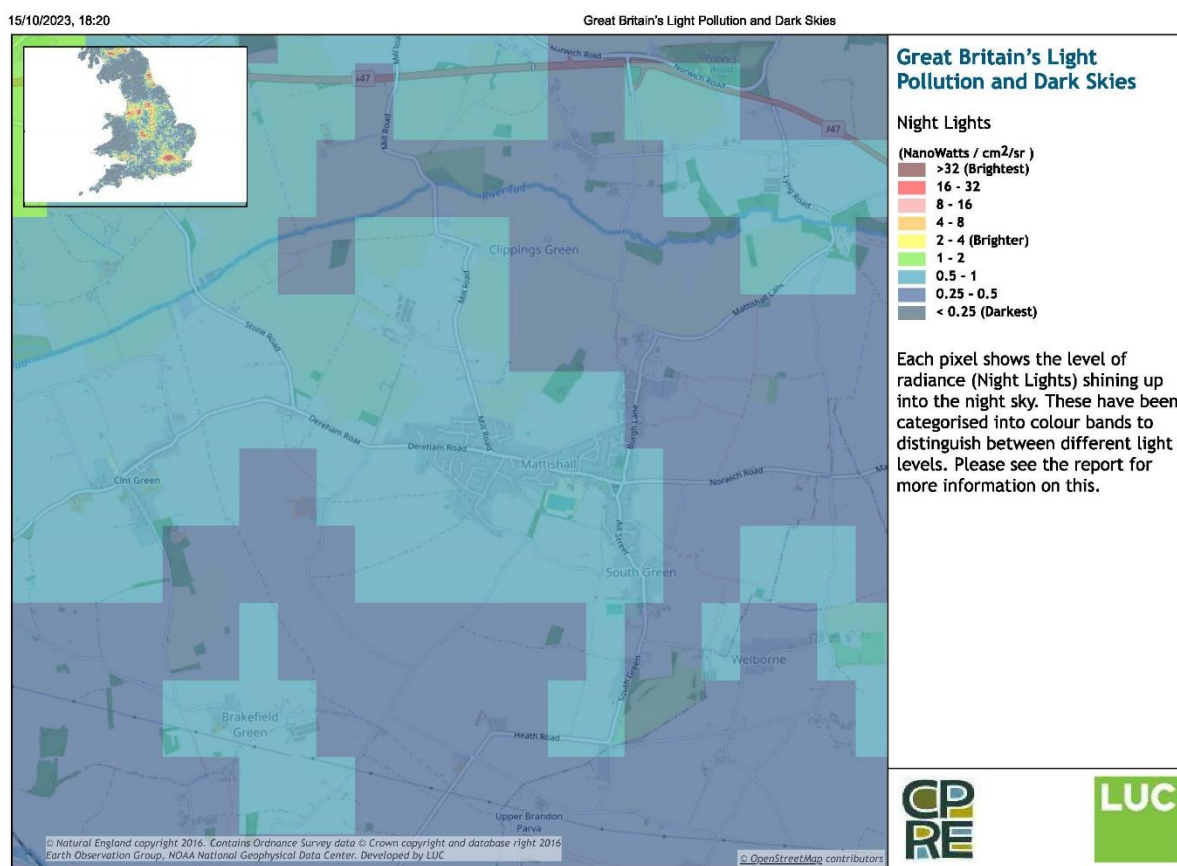 15/10/2023, 18:20
Great Britain's Light Pollution and Dark Skies
Great Britain's Light
Pollution and Dark Skies
Night Lights
(NanoWatts / cm2/sr )
>32 (Brightest)
16 - 32
8 - 16
4 - 8
2 - 4 (Brighter)
1 - 2
0.5 - 1
0.25 - 0.5
< 0.25 (Darkest)
Each pixel shows the level of
radiance (Night Lights) shining up
into the night sky. These have been
categorised into colour bands to
distinguish between different light
levels. Please see the report for
more information on this.
Mill Road
Norwich Road
A47
Poppy's
Wood
Norwich Road
A47
Mill Road
Lyng Road
River Tud
Clippings Green
Mill Road
Mattishall Lane
Stone Road
Burgh Lane
Dereham Road
Dereham Road
Mill Road
Mattishall
Norwich Road
Clint Green
Mill Street
South Green
Welborne
South Green
Brakefield
Green
Heath Road
Upper Brandon
Parva
© Natural England copyright 2016. Contains Ordnance Survey data © Crown copyright and database right 2016
Earth Observation Group, NOAA National Geophysical Data Center. Developed by LUC
© OpenStreetMap contributors
CP
RE
LUC